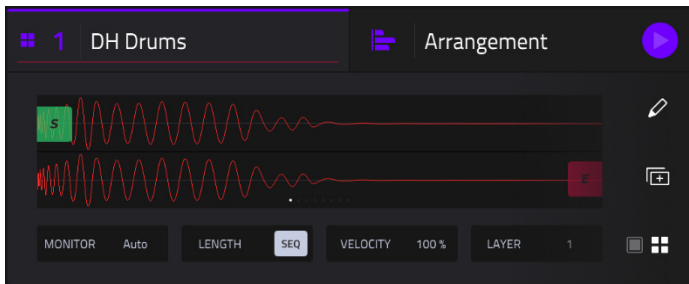 1 DH Drums Arrangement
S
E
MONITOR Auto LENGTH SEQ VELOCITY 100 % LAYER 1